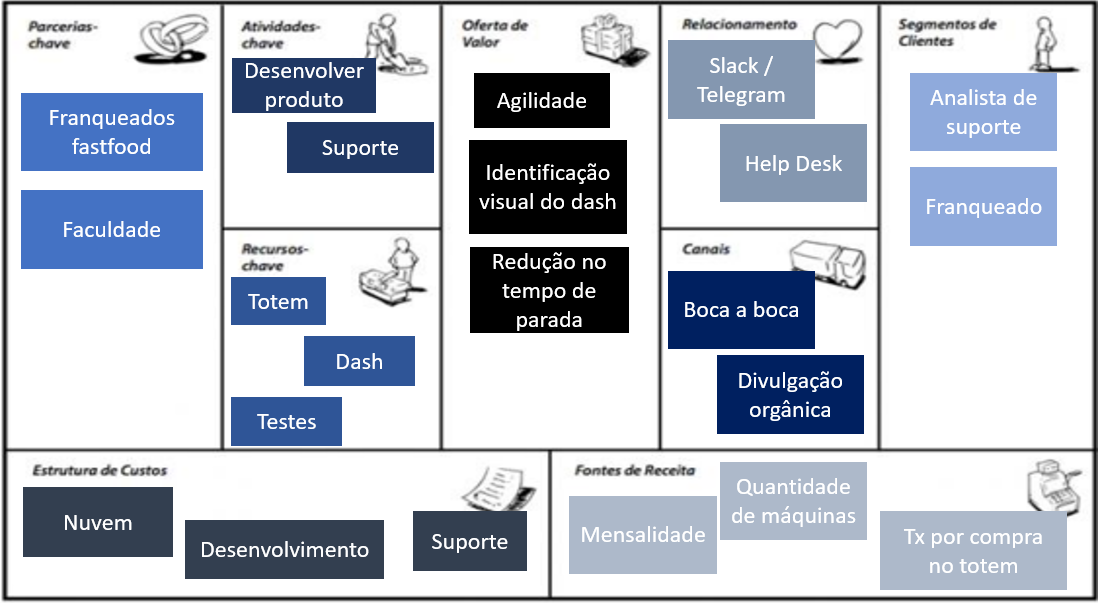 Parcerias-
chave
Franqueados
fastfood
Faculdade
Atividades-
chave
Desenvolver
produto
Suporte
Recursos-
chave
Totem
Dash
Testes
Oferta de
Valor
Agilidade
Identificação
visual do dash
Redução no
tempo de
parada
Relacionamento
Slack /
Telegram
Help Desk
Canais
Boca a boca
Divulgação
orgânica
Segmentos de
Clientes
Analista de
suporte
Franqueado
Estrutura de Custos
Nuvem
Desenvolvimento
Suporte
Fontes de Receita
Mensalidade
Quantidade
de máquinas
Tx por compra
no totem